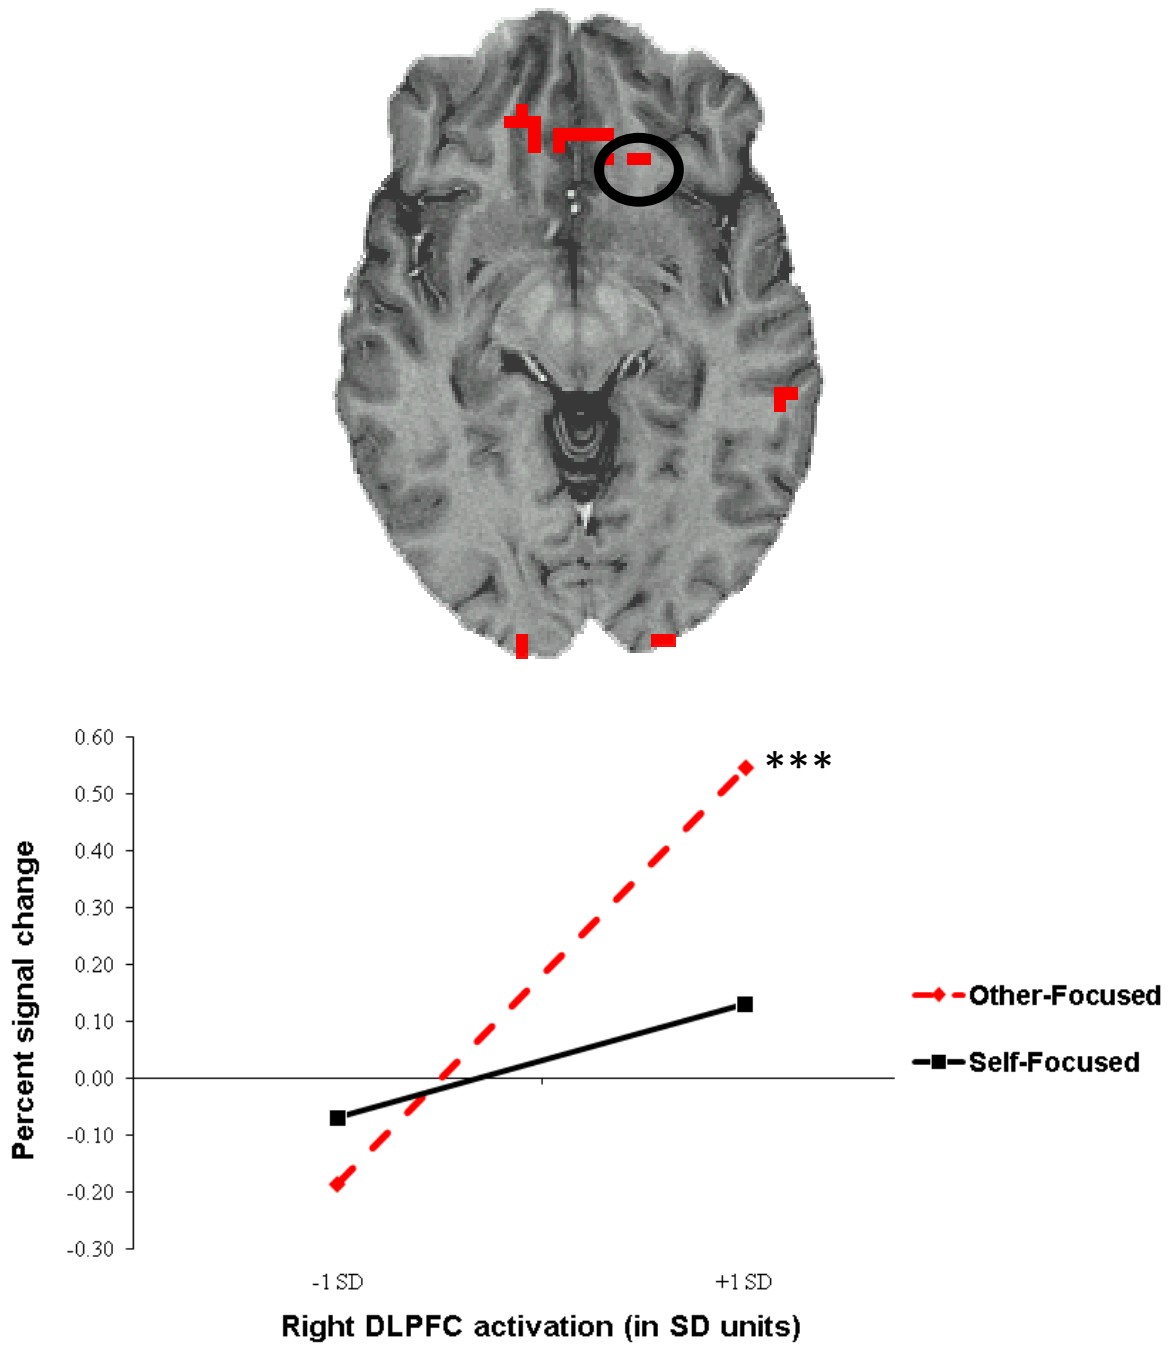 0.60
***
0.50
0.40
0.30
0.20
0.10
0.00
-0.10
-0.20
-0.30
Percent signal change
Other-Focused
Self-Focused
-1 SD
+1 SD
Right DLPFC activation (in SD units)